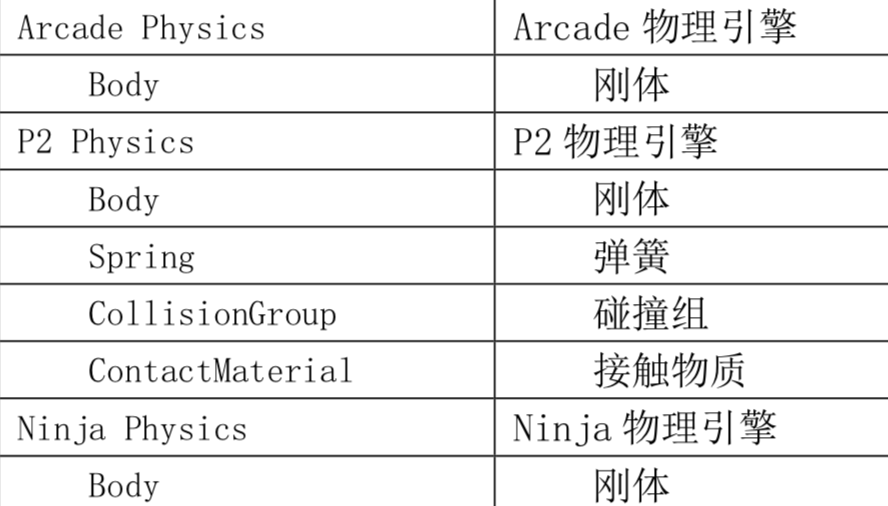 Arcade Physics Arcade 物理引擎
Body 刚体
P2 Physics P2 物理引擎
Body 刚体
Spring 弹簧
CollisionGroup 碰撞组
ContactMaterial 接触物质
Ninja Physics Ninja 物理引擎
Body 刚体